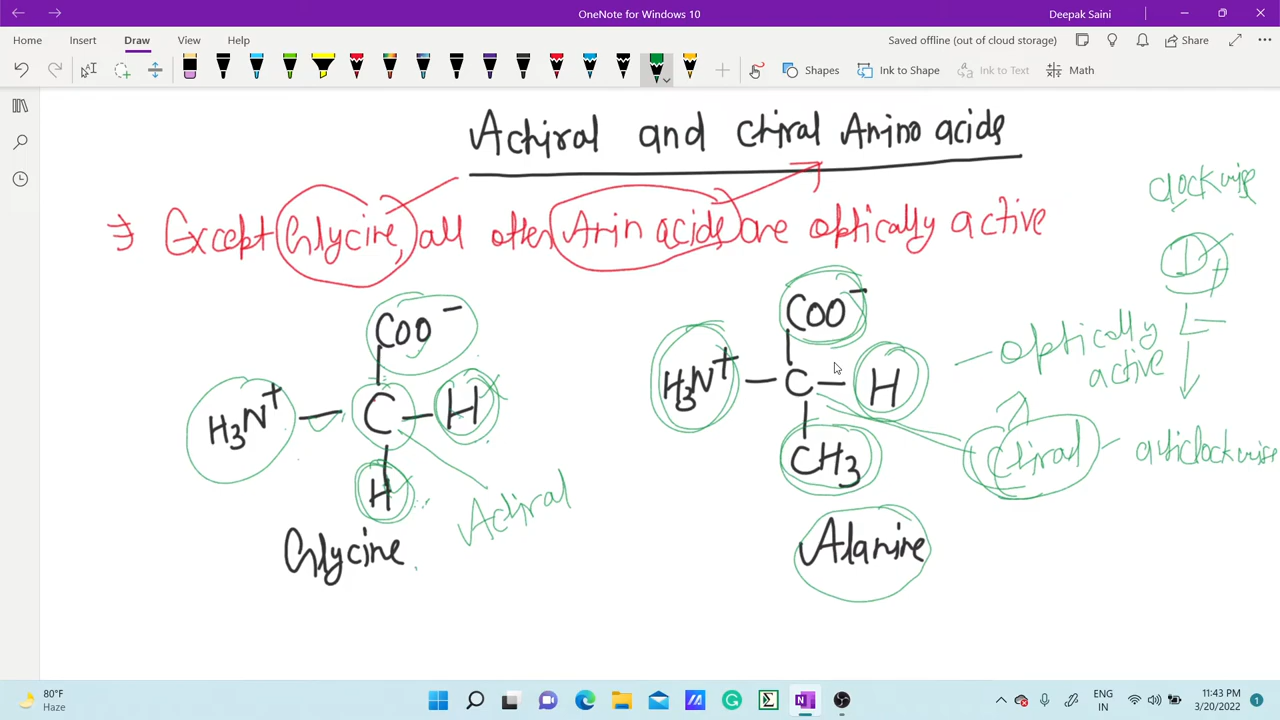 OneNote for Windows 10
Deepak Saini
Home Insert Draw View Help
Saved offline (out of cloud storage)
Share
Shapes
Ink to Shape
Ink to Text
Math
Achiral and Chiral Amino acids
⇒ Except Glycine, all other Amin acids are optically active
clockwise
D +
COO⁻
H₃N⁺ — C — H
H
Achiral
Glycine
COO⁻
H₃N⁺ — C — H
CH₃
Alanine
optically
active
Chiral
anticlockwise
80°F
Haze
ENG
IN
11:43 PM
3/20/2022
1